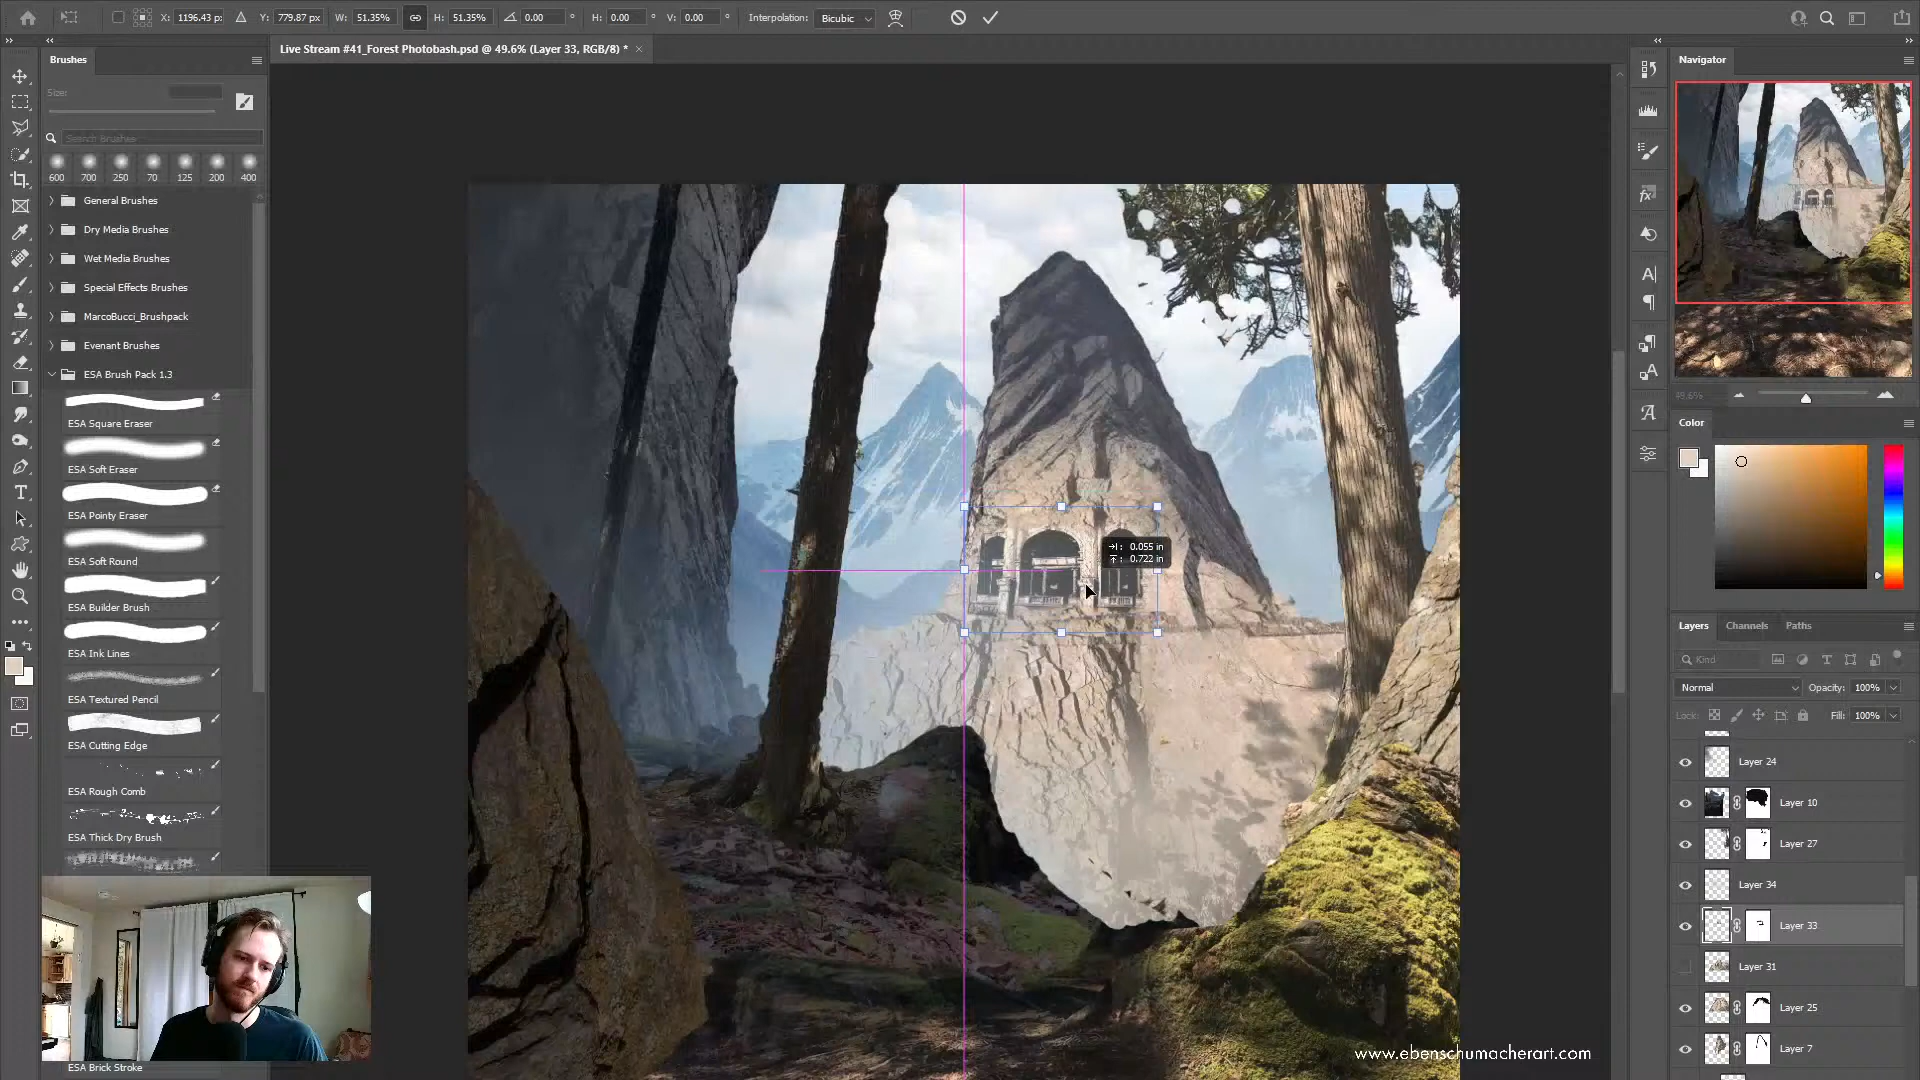 X: 1196.43 p: Y: 779.87 px W: 51.35% H: 51.35% 0.00 ° H: 0.00 ° V: 0.00 ° Interpolation: Bicubic
Live Stream #41_Forest Photobash.psd @ 49.6% (Layer 33, RGB/8) * ×
Brushes
Size:
Search Brushes
600 700 250 70 125 200 400
General Brushes
Dry Media Brushes
Wet Media Brushes
Special Effects Brushes
MarcoBucci_Brushpack
Evenant Brushes
ESA Brush Pack 1.3
ESA Square Eraser
ESA Soft Eraser
ESA Pointy Eraser
ESA Soft Round
ESA Builder Brush
ESA Ink Lines
ESA Textured Pencil
ESA Cutting Edge
ESA Rough Comb
ESA Thick Dry Brush
ESA Brick Stroke
0.055 in
0.722 in
Navigator
49.6%
Color
Layers Channels Paths
Kind
Normal Opacity: 100%
Lock: Fill: 100%
Layer 24
Layer 10
Layer 27
Layer 34
Layer 33
Layer 31
Layer 25
Layer 7
www.ebenschumacherart.com